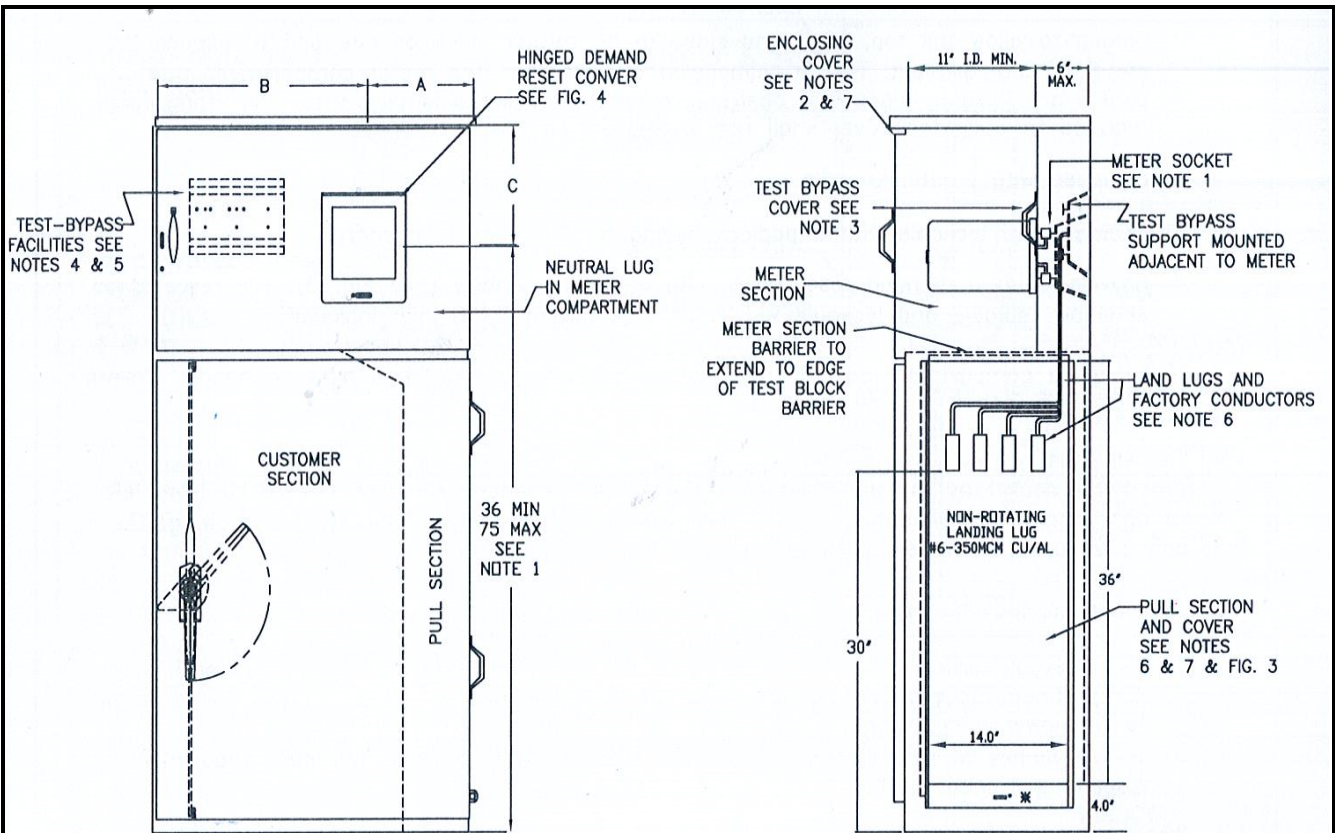 B
A
HINGED DEMAND
RESET CONVER
SEE FIG. 4
TEST-BYPASS
FACILITIES SEE
NOTES 4 & 5
C
NEUTRAL LUG
IN METER
COMPARTMENT
CUSTOMER
SECTION
36 MIN
75 MAX
SEE
NOTE 1
PULL SECTION
ENCLOSING
COVER
SEE NOTES
2 & 7
11" I.D. MIN.
6"
MAX.
METER SOCKET
SEE NOTE 1
TEST BYPASS
COVER SEE
NOTE 3
TEST BYPASS
SUPPORT MOUNTED
ADJACENT TO METER
METER
SECTION
METER SECTION
BARRIER TO
EXTEND TO EDGE
OF TEST BLOCK
BARRIER
LAND LUGS AND
FACTORY CONDUCTORS
SEE NOTE 6
NON-ROTATING
LANDING LUG
#6-350MCM CU/AL
36"
30"
PULL SECTION
AND COVER
SEE NOTES
6 & 7 & FIG. 3
14.0"
4.0"